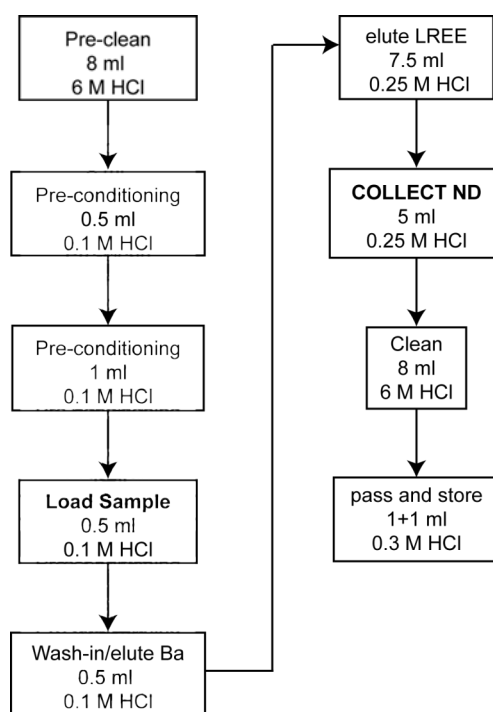 Pre-clean
8 ml
6 M HCl
Pre-conditioning
0.5 ml
0.1 M HCl
Pre-conditioning
1 ml
0.1 M HCl
Load Sample
0.5 ml
0.1 M HCl
Wash-in/elute Ba
0.5 ml
0.1 M HCl
elute LREE
7.5 ml
0.25 M HCl
COLLECT ND
5 ml
0.25 M HCl
Clean
8 ml
6 M HCl
pass and store
1+1 ml
0.3 M HCl